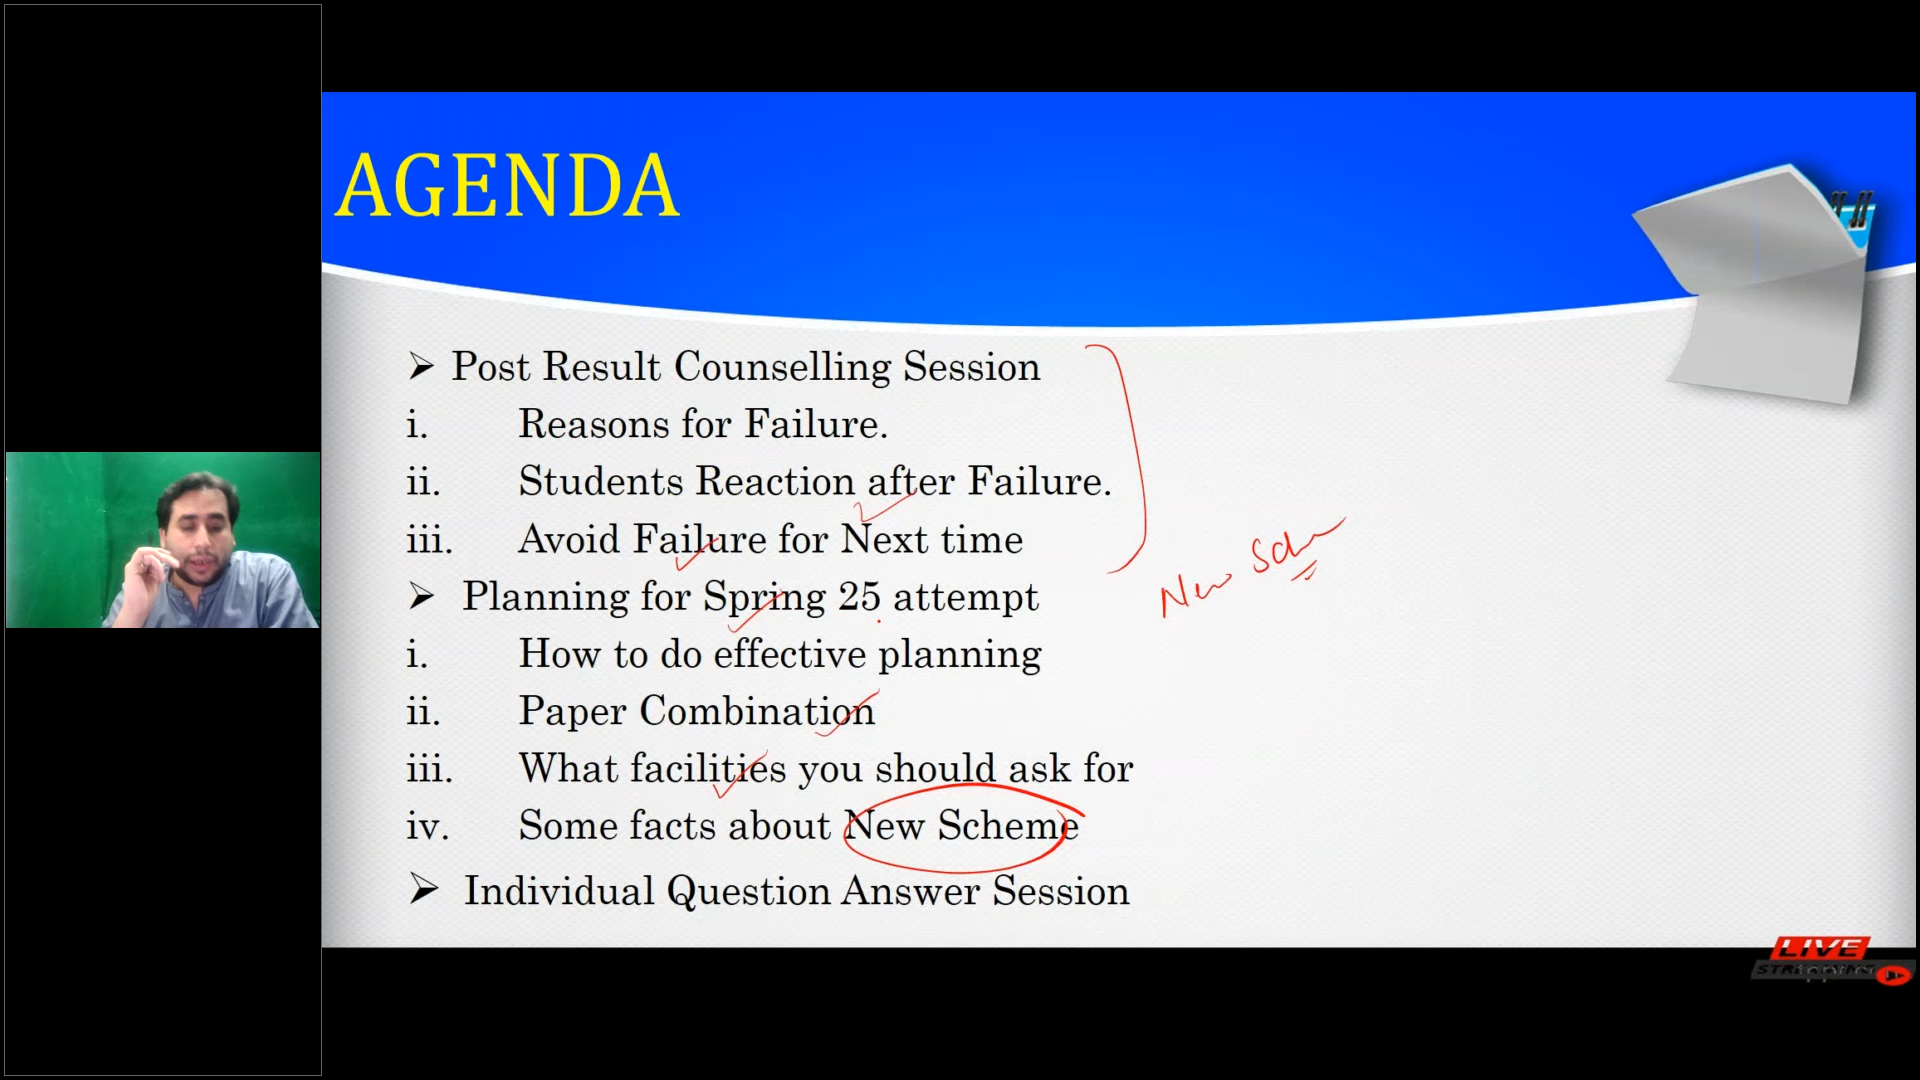 AGENDA
➢ Post Result Counselling Session
i. Reasons for Failure.
ii. Students Reaction after Failure.
iii. Avoid Failure for Next time
➢ Planning for Spring 25 attempt
New Sch
i. How to do effective planning
ii. Paper Combination
iii. What facilities you should ask for
iv. Some facts about New Scheme
➢ Individual Question Answer Session
LIVE